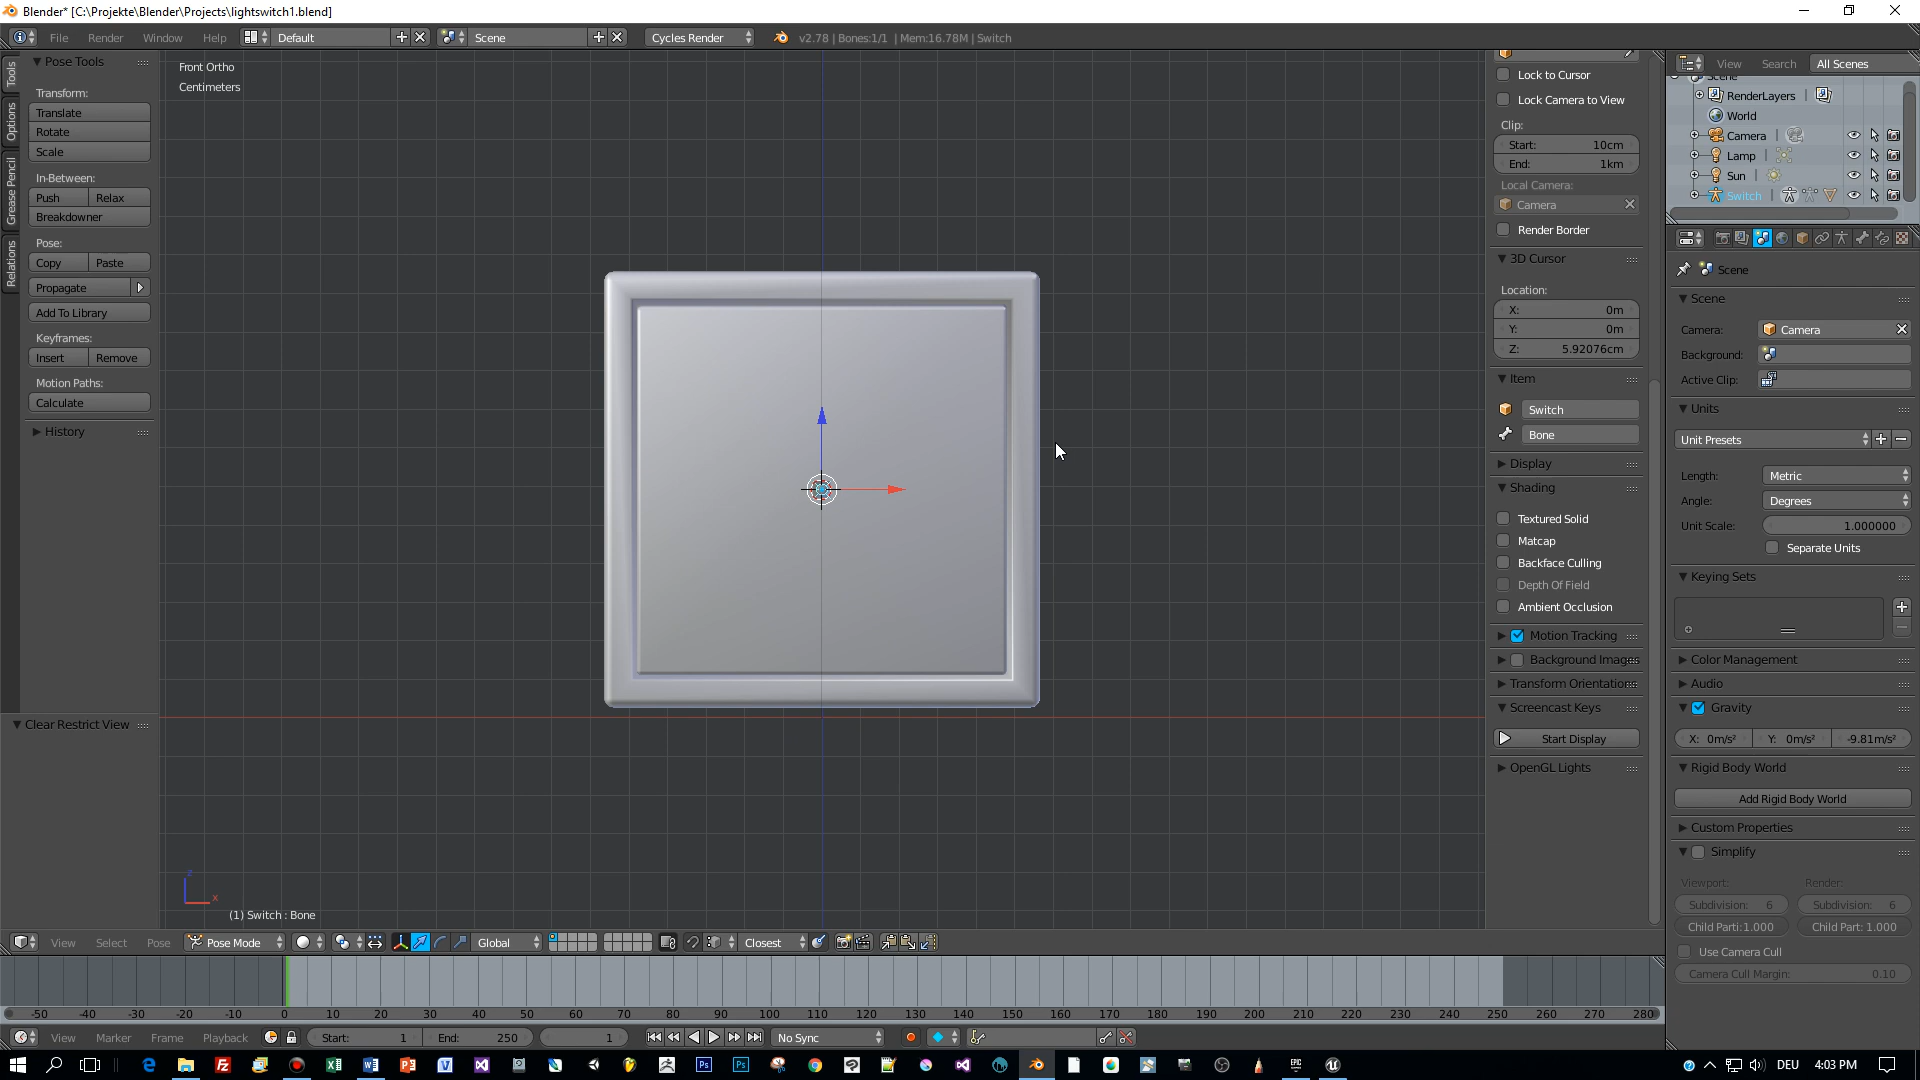 Blender* [C:\Projekte\Blender\Projects\lightswitch1.blend]
File Render Window Help Default Scene Cycles Render v2.78 | Bones:1/1 | Mem:16.78M | Switch
Tools
Options
Grease Pencil
Relations
Pose Tools
Transform:
Translate
Rotate
Scale
In-Between:
Push Relax
Breakdowner
Pose:
Copy Paste
Propagate
Add To Library
Keyframes:
Insert Remove
Motion Paths:
Calculate
History
Clear Restrict View
Front Ortho
Centimeters
z
x
(1) Switch : Bone
Lock to Cursor
Lock Camera to View
Clip:
Start: 10cm
End: 1km
Local Camera:
Camera
Render Border
3D Cursor
Location:
X: 0m
Y: 0m
Z: 5.92076cm
Item
Switch
Bone
Display
Shading
Textured Solid
Matcap
Backface Culling
Depth Of Field
Ambient Occlusion
Motion Tracking
Background Images
Transform Orientations
Screencast Keys
Start Display
OpenGL Lights
View Search All Scenes
Scene
RenderLayers
World
Camera
Lamp
Sun
Switch
Scene
Scene
Camera: Camera
Background:
Active Clip:
Units
Unit Presets
Length: Metric
Angle: Degrees
Unit Scale: 1.000000
Separate Units
Keying Sets
Color Management
Audio
Gravity
X: 0m/s² Y: 0m/s² -9.81m/s²
Rigid Body World
Add Rigid Body World
Custom Properties
Simplify
Viewport: Render:
Subdivision: 6 Subdivision: 6
Child Parti:1.000 Child Part: 1.000
Use Camera Cull
Camera Cull Margin: 0.10
View Select Pose Pose Mode Global Closest
-50 -40 -30 -20 -10 0 10 20 30 40 50 60 70 80 90 100 110 120 130 140 150 160 170 180 190 200 210 220 230 240 250 260 270 280
View Marker Frame Playback Start: 1 End: 250 1 No Sync
DEU 4:03 PM